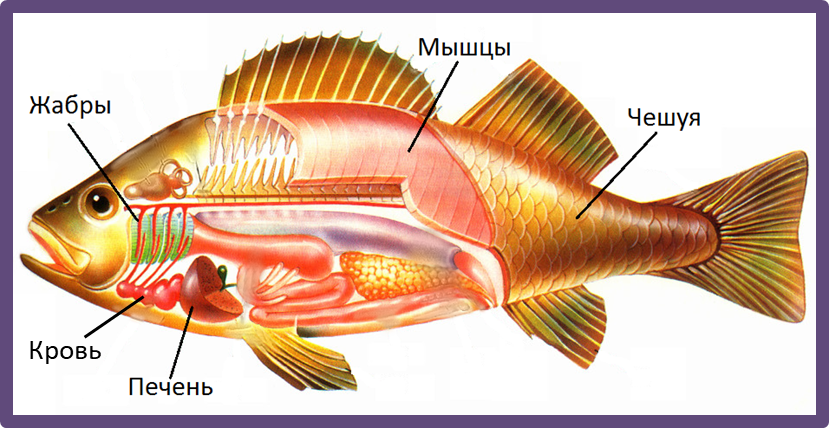 Мышцы
Жабры
Чешуя
Кровь
Печень